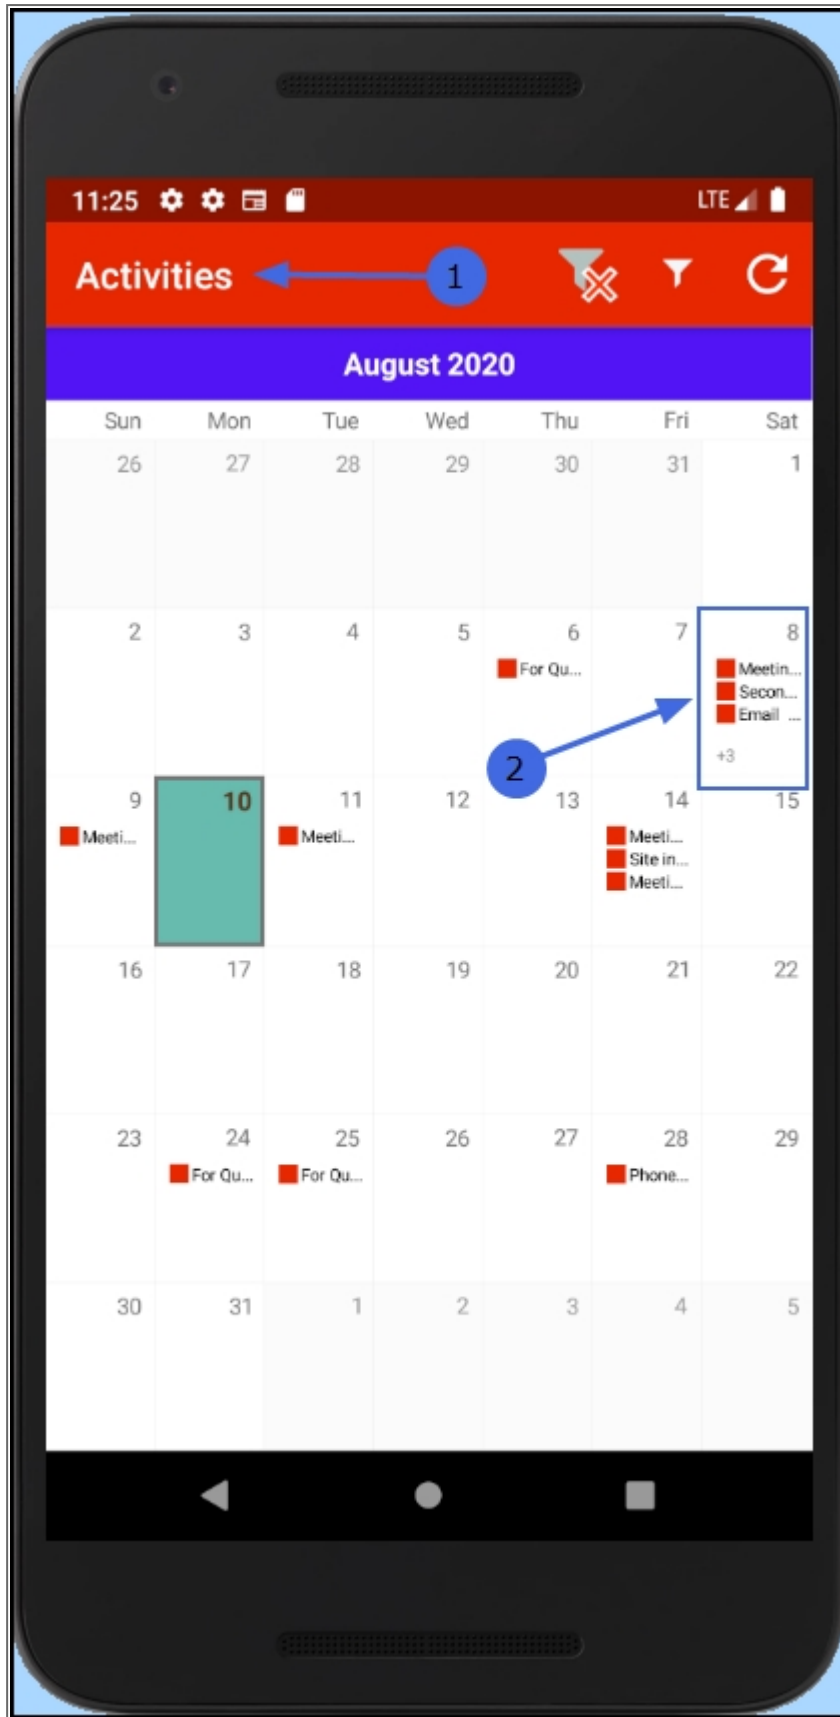 11:25 LTE
Activities 1
August 2020
Sun Mon Tue Wed Thu Fri Sat
26 27 28 29 30 31 1
2 3 4 5 6 7 8
For Qu... Meetin...
Secon...
Email ...
+3
2
9 10 11 12 13 14 15
Meeti... Meeti... Meeti...
Site in...
Meeti...
16 17 18 19 20 21 22
23 24 25 26 27 28 29
For Qu... For Qu... Phone...
30 31 1 2 3 4 5